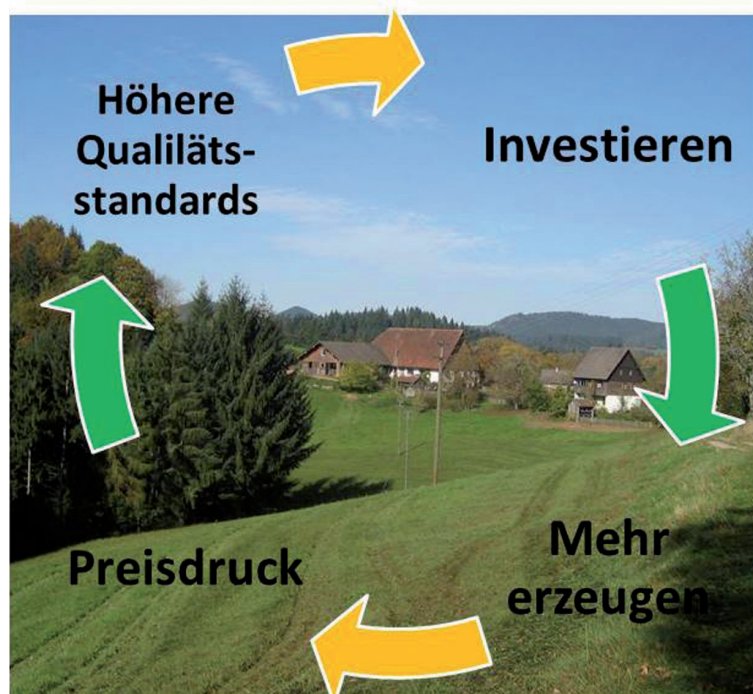 Höhere
Qualiläts-
standards
Investieren
Mehr
erzeugen
Preisdruck